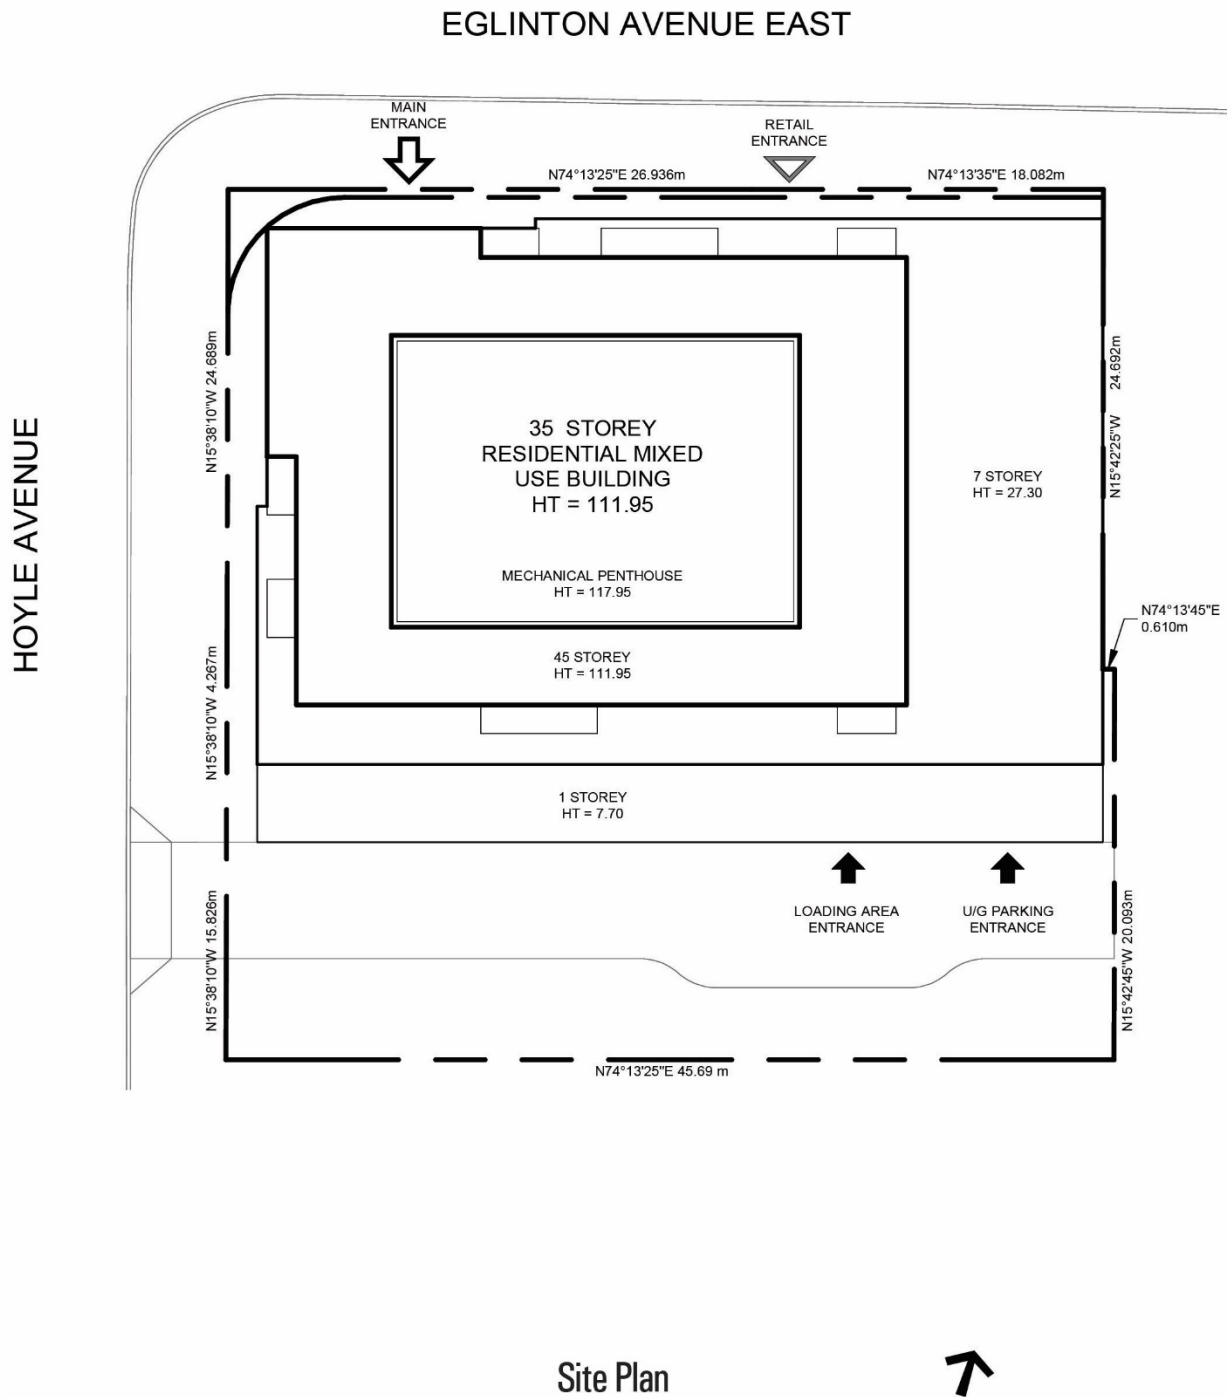 EGLINTON AVENUE EAST
MAIN
ENTRANCE
RETAIL
ENTRANCE
N74°13'25"E 26.936m
N74°13'35"E 18.082m
N15°38'10"W 24.689m
24.692m
N15°42'25"W
35 STOREY
RESIDENTIAL MIXED
USE BUILDING
HT = 111.95
7 STOREY
HT = 27.30
HOYLE AVENUE
MECHANICAL PENTHOUSE
HT = 117.95
N74°13'45"E
0.610m
45 STOREY
HT = 111.95
N15°38'10"W 4.267m
1 STOREY
HT = 7.70
LOADING AREA
ENTRANCE
U/G PARKING
ENTRANCE
N15°38'10"W 15.826m
N15°42'45"W 20.093m
N74°13'25"E 45.69 m
Site Plan